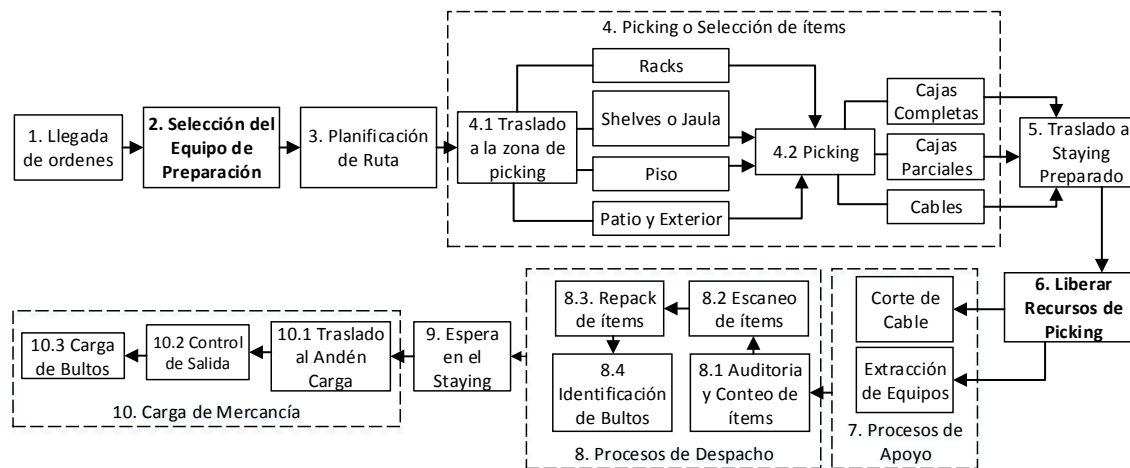 4. Picking o Selección de ítems
1. Llegada
de ordenes
2. Selección del
Equipo de
Preparación
3. Planificación
de Ruta
4.1 Traslado
a la zona de
picking
Racks
Shelves o Jaula
Piso
Patio y Exterior
4.2 Picking
Cajas
Completas
Cajas
Parciales
Cables
5. Traslado a
Staying
Preparado
6. Liberar
Recursos de
Picking
Corte de
Cable
Extracción
de Equipos
7. Procesos de
Apoyo
8.3. Repack
de ítems
8.2 Escaneo
de ítems
8.4
Identificación
de Bultos
8.1 Auditoria
y Conteo de
ítems
8. Procesos de Despacho
9. Espera
en el
Staying
10.1 Traslado
al Andén
Carga
10.2 Control
de Salida
10.3 Carga
de Bultos
10. Carga de Mercancía